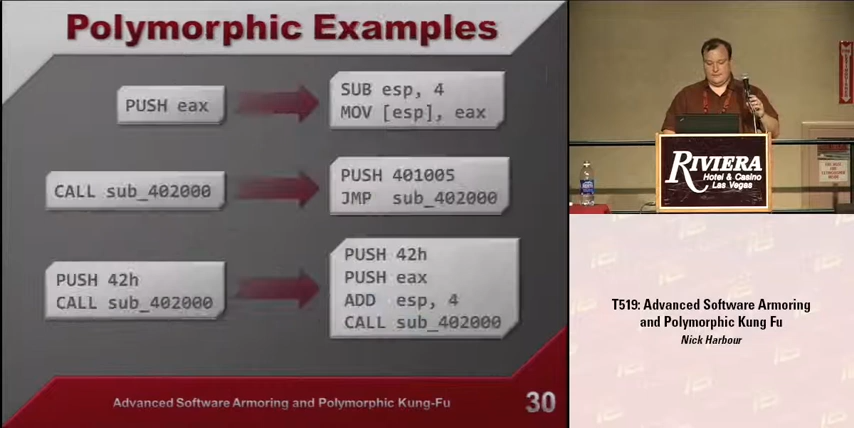 Polymorphic Examples
PUSH eax
SUB esp, 4
MOV [esp], eax
CALL sub_402000
PUSH 401005
JMP sub_402000
PUSH 42h
CALL sub_402000
PUSH 42h
PUSH eax
ADD esp, 4
CALL sub_402000
Advanced Software Armoring and Polymorphic Kung-Fu
30
RIVIERA
Hotel & Casino
Las Vegas
T519: Advanced Software Armoring
and Polymorphic Kung Fu
Nick Harbour